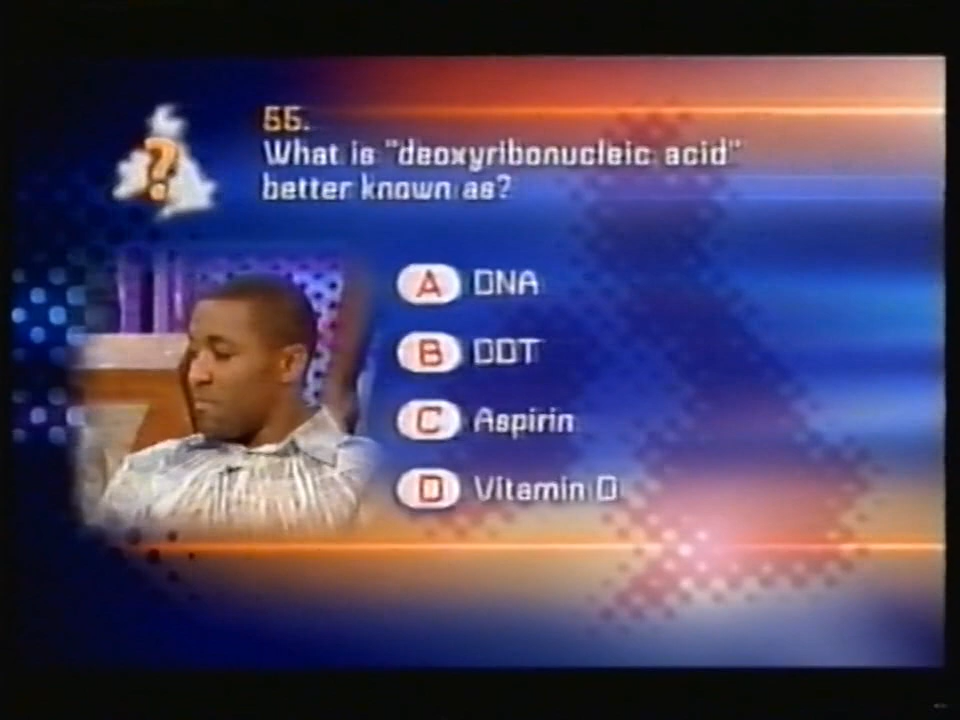 ?
55.
What is "deoxyribonucleic acid"
better known as?
A DNA
B DDT
C Aspirin
D Vitamin D